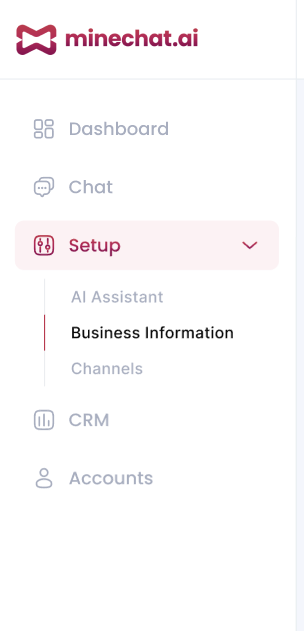 minechat.ai
Dashboard
Chat
Setup
AI Assistant
Business Information
Channels
CRM
Accounts